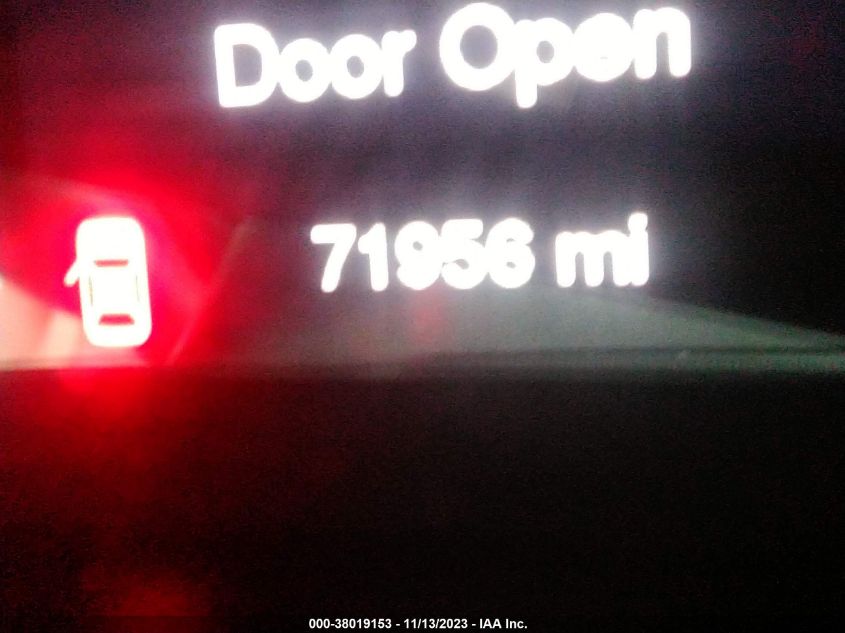 Door Open
71956 mi
000-38019153 - 11/13/2023 - IAA Inc.